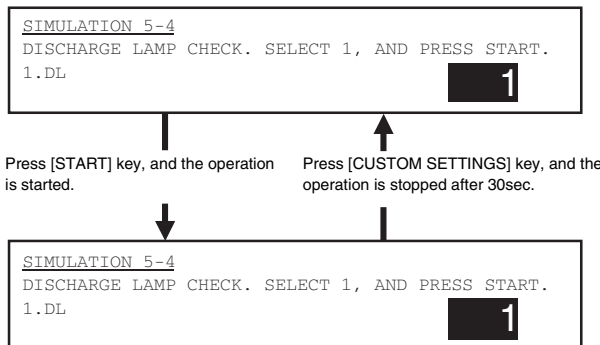 SIMULATION 5-4
DISCHARGE LAMP CHECK. SELECT 1, AND PRESS START.
1.DL
1
Press [START] key, and the operation
is started.
Press [CUSTOM SETTINGS] key, and the
operation is stopped after 30sec.
SIMULATION 5-4
DISCHARGE LAMP CHECK. SELECT 1, AND PRESS START.
1.DL
1